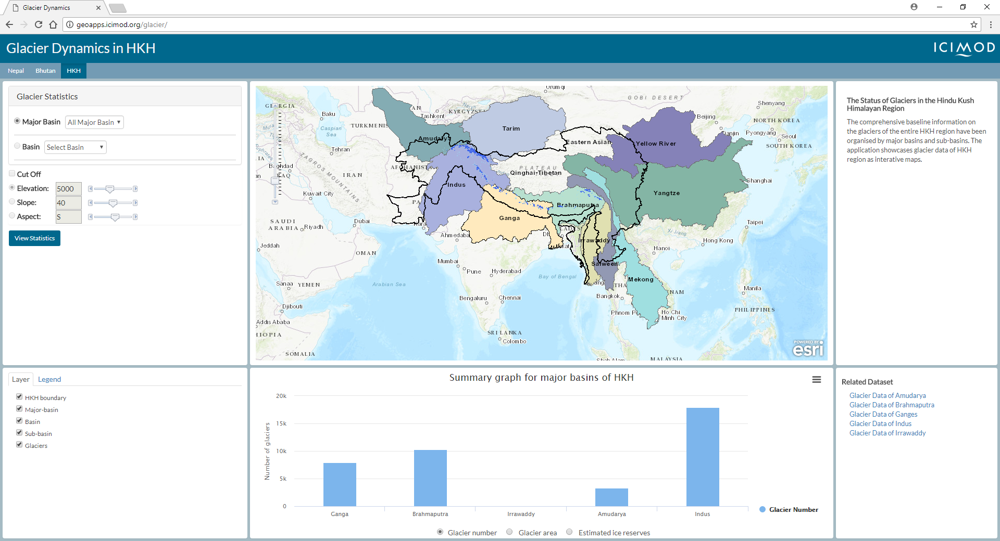 Glacier Dynamics
geoapps.icimod.org/glacier/
Glacier Dynamics in HKH
ICIMOD
Nepal
Bhutan
HKH
Glacier Statistics
Major Basin
All Major Basin
Basin
Select Basin
Cut Off
Elevation:
5000
Slope:
40
Aspect:
S
View Statistics
Urumqi
GOBI DESERT
Shenyang
Baku
Tashkent
Neryn
Beijing
NORTH KOREA
Caspian
Sea
TURKMENIS
Tarim
Tianjin
Pyongyang
Seoul
Amudarya
Eastern Asian
Yellow River
SOUTH KOREA
Tehran
ZAGROS MOUNTAINS
IRAN
PLATEAU
Qinghai-Tibetan
Indus
Shanghai
Kuwait City
Yangtze
Brahmaputra
Ganga
SAUDI
ARABIA
Riyadh
Dubai
Taipei
Xi Jiang
Ahmedaba
Irrawaddy
Hong Kong
Jeddah
Hanoi
OMAN
Mumbai
Salween
Pune
Hyderabad
Bay of Bengal
Mekong
Sanaa
YEMEN
Arabian Sea
THA
NAM
Manila
Bengaluru
Chennai
Bangkok
Djibouti
PHILIPPINES
Phnom P
Ho Chi
Minh City
Addis Ababa
HIOPIA
SRI LANKA
Colombo
POWERED BY
esri
SOMALIA
Shah Alam
MALAYSIA
The Status of Glaciers in the Hindu Kush
Himalayan Region
The comprehensive baseline information on
the glaciers of the entire HKH region have been
organised by major basins and sub-basins. The
application showcases glacier data of HKH
region as interative maps.
Layer
Legend
HKH boundary
Major-basin
Basin
Sub-basin
Glaciers
Summary graph for major basins of HKH
Number of glaciers
20k
15k
10k
5k
0
Ganga
Brahmaputra
Irrawaddy
Amudarya
Indus
Glacier Number
Glacier number
Glacier area
Estimated ice reserves
Related Dataset
Glacier Data of Amudarya
Glacier Data of Brahmaputra
Glacier Data of Ganges
Glacier Data of Indus
Glacier Data of Irrawaddy